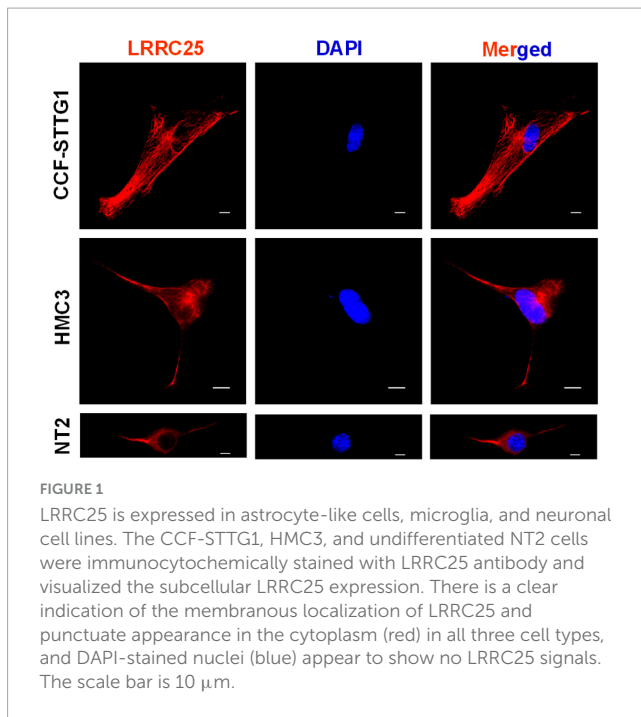 LRRC25 DAPI Merged
CCF-STTG1
HMC3
NT2
FIGURE 1
LRRC25 is expressed in astrocyte-like cells, microglia, and neuronal
cell lines. The CCF-STTG1, HMC3, and undifferentiated NT2 cells
were immunocytochemically stained with LRRC25 antibody and
visualized the subcellular LRRC25 expression. There is a clear
indication of the membranous localization of LRRC25 and
punctuate appearance in the cytoplasm (red) in all three cell types,
and DAPI-stained nuclei (blue) appear to show no LRRC25 signals.
The scale bar is 10 μm.